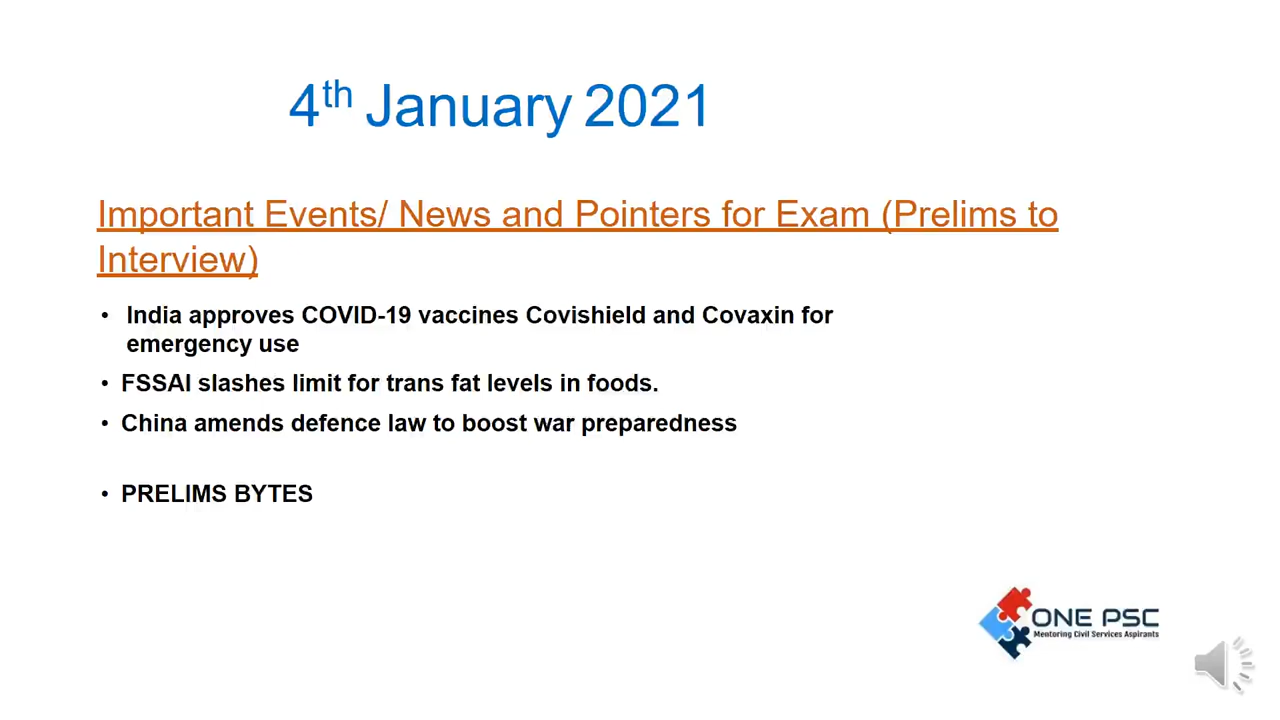 4th January 2021
Important Events/ News and Pointers for Exam (Prelims to
Interview)
• India approves COVID-19 vaccines Covishield and Covaxin for
emergency use
• FSSAI slashes limit for trans fat levels in foods.
• China amends defence law to boost war preparedness
• PRELIMS BYTES
ONE PSC
Mentoring Civil Services Aspirants